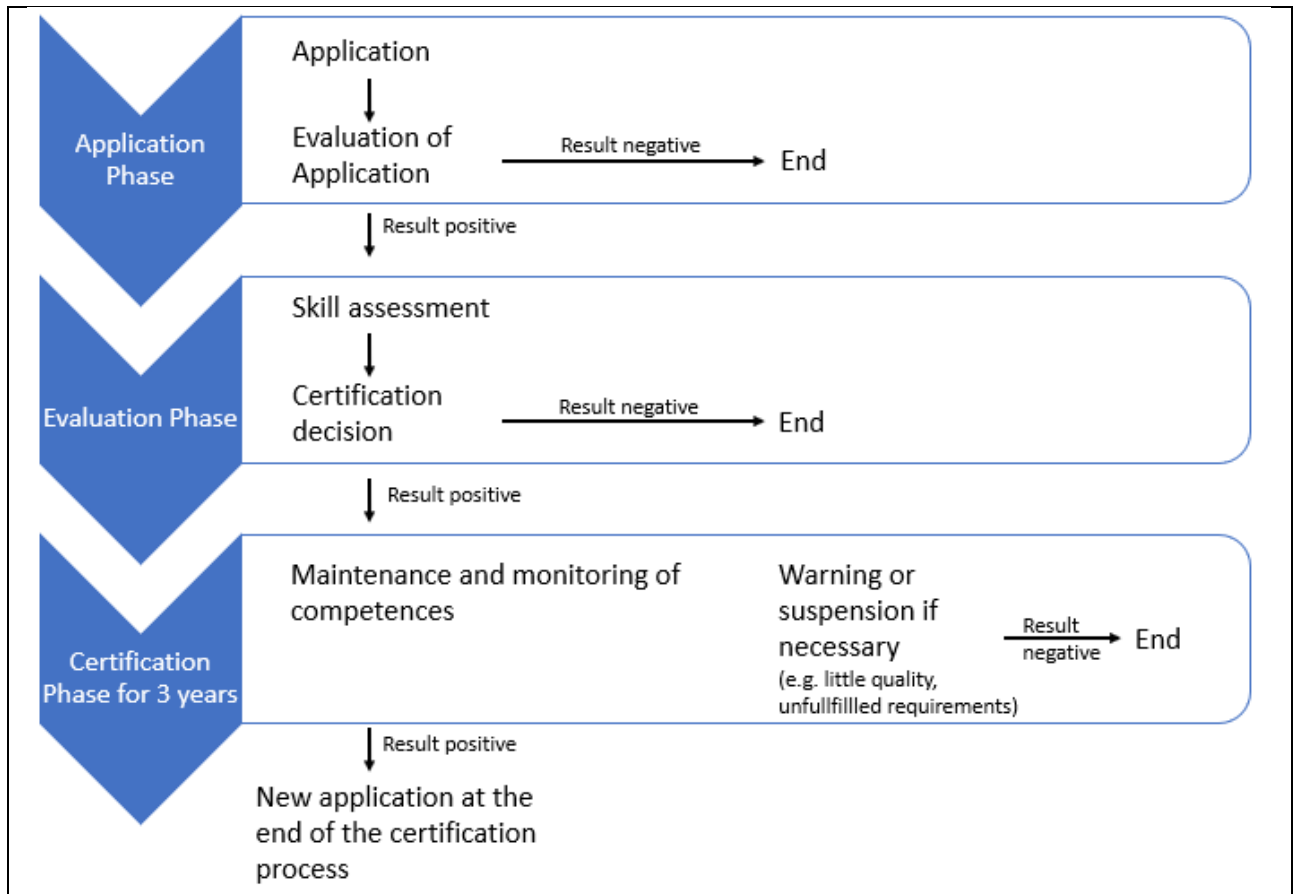 Application
Phase
Application
Evaluation of
Application
Result negative
End
Result positive
Evaluation Phase
Skill assessment
Certification
decision
Result negative
End
Result positive
Certification
Phase for 3 years
Maintenance and monitoring of
competences
Warning or
suspension if
necessary
(e.g. little quality,
unfullfillled requirements)
Result
negative
End
Result positive
New application at the
end of the certification
process